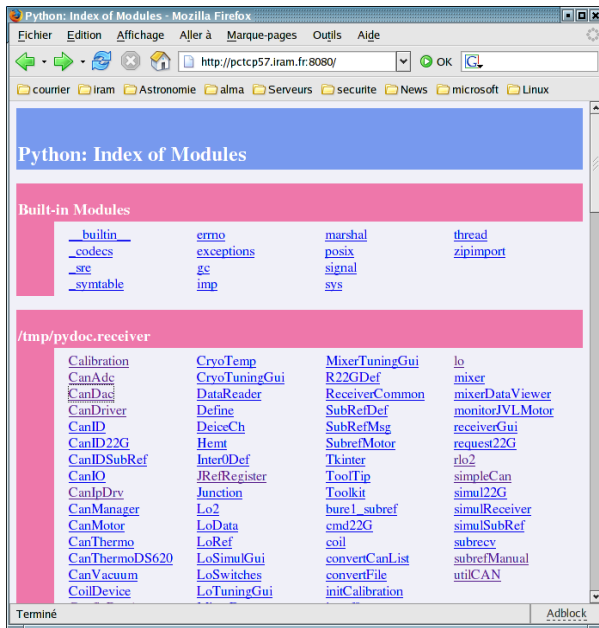 Python: Index of Modules - Mozilla Firefox
Fichier Edition Affichage Aller à Marque-pages Outils Aide
http://pctcp57.iram.fr:8080/ OK G
courrier iram Astronomie alma Serveurs securite News microsoft Linux
Python: Index of Modules
Built-in Modules
__builtin__ errno marshal thread
_codecs exceptions posix zipimport
_sre gc signal
_symtable imp sys
/tmp/pydoc.receiver
Calibration CryoTemp MixerTuningGui lo
CanAdc CryoTuningGui R22GDef mixer
CanDac DataReader ReceiverCommon mixerDataViewer
CanDriver Define SubRefDef monitorJVLMotor
CanID DeiceCh SubRefMsg receiverGui
CanID22G Hemt SubrefMotor request22G
CanIDSubRef Inter0Def Tkinter rlo2
CanIO JRefRegister ToolTip simpleCan
CanIpDrv Junction Toolkit simul22G
CanManager Lo2 bure1_subref simulReceiver
CanMotor LoData cmd22G simulSubRef
CanThermo LoRef coil subrecv
CanThermoDS620 LoSimulGui convertCanList subrefManual
CanVacuum LoSwitches convertFile utilCAN
CoilDevice LoTuningGui initCalibration
Terminé Adblock